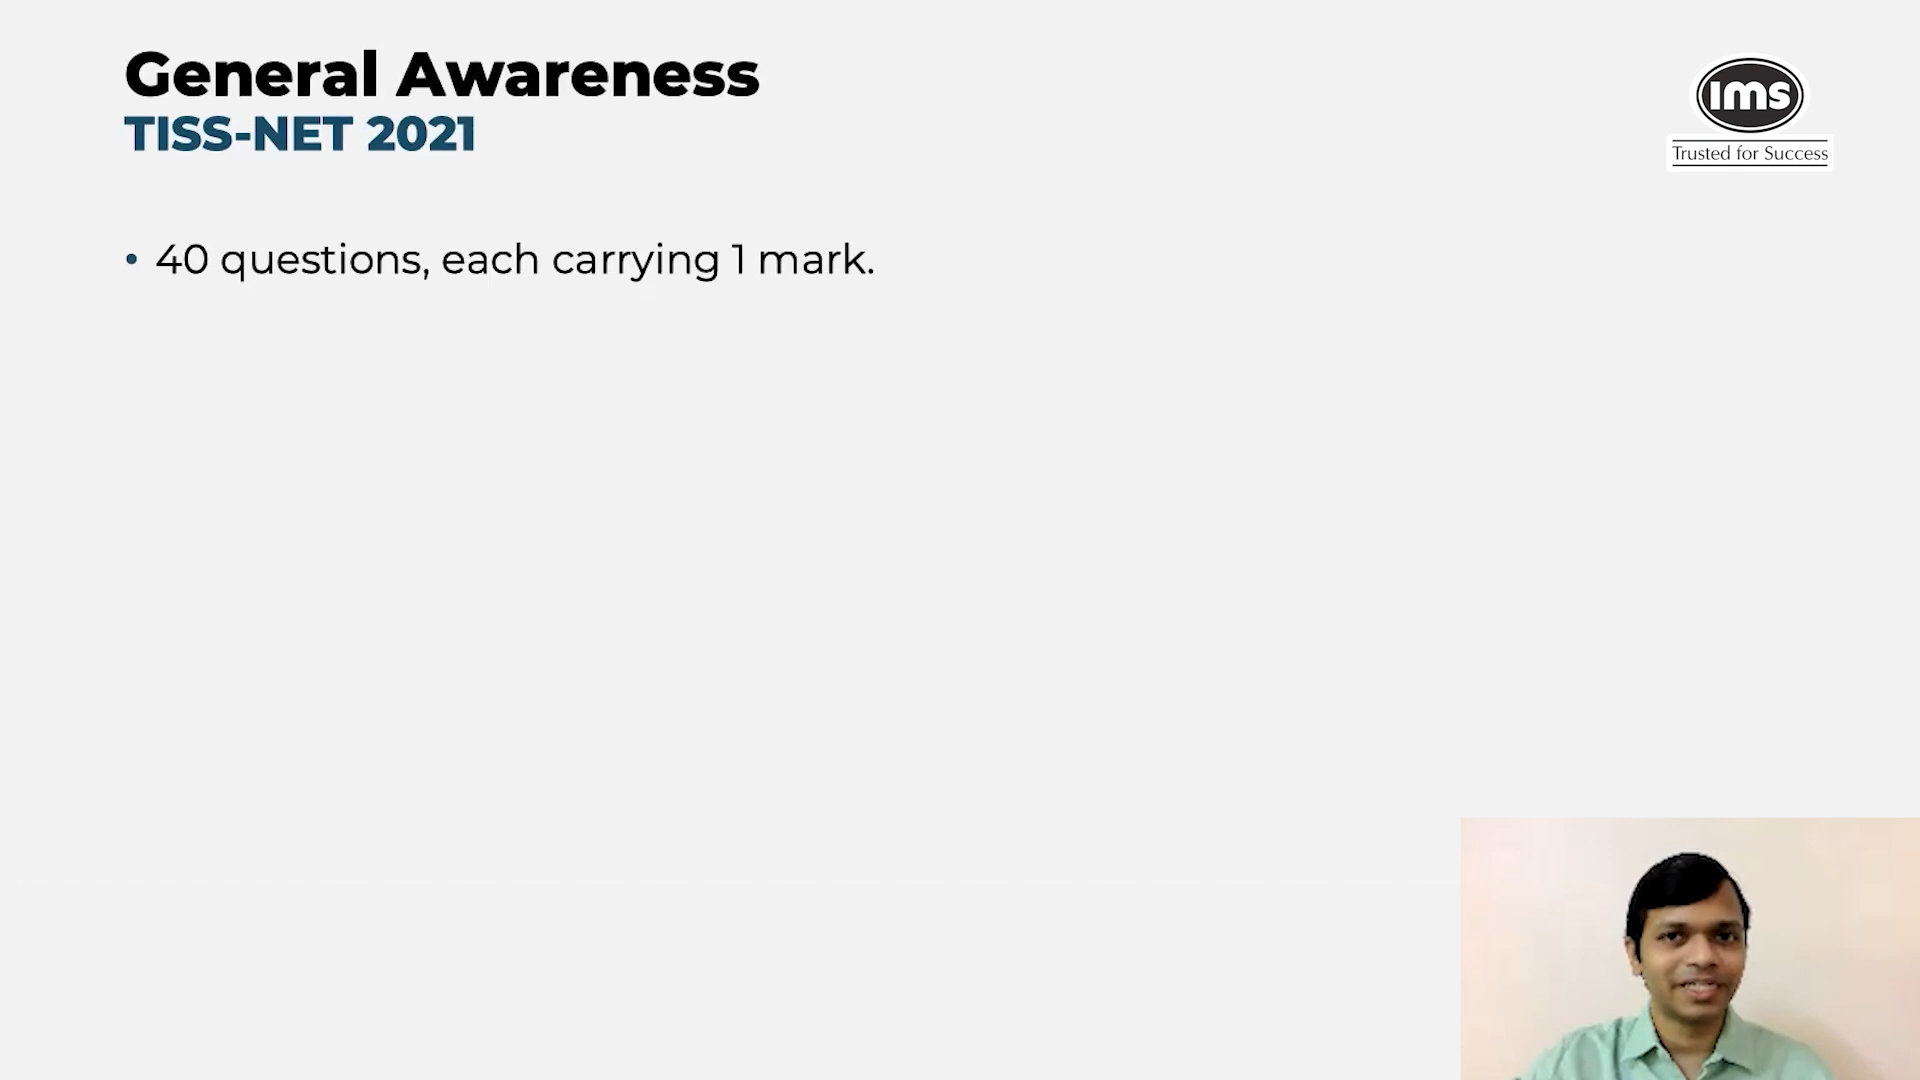 General Awareness
TISS-NET 2021
ims
Trusted for Success
• 40 questions, each carrying 1 mark.